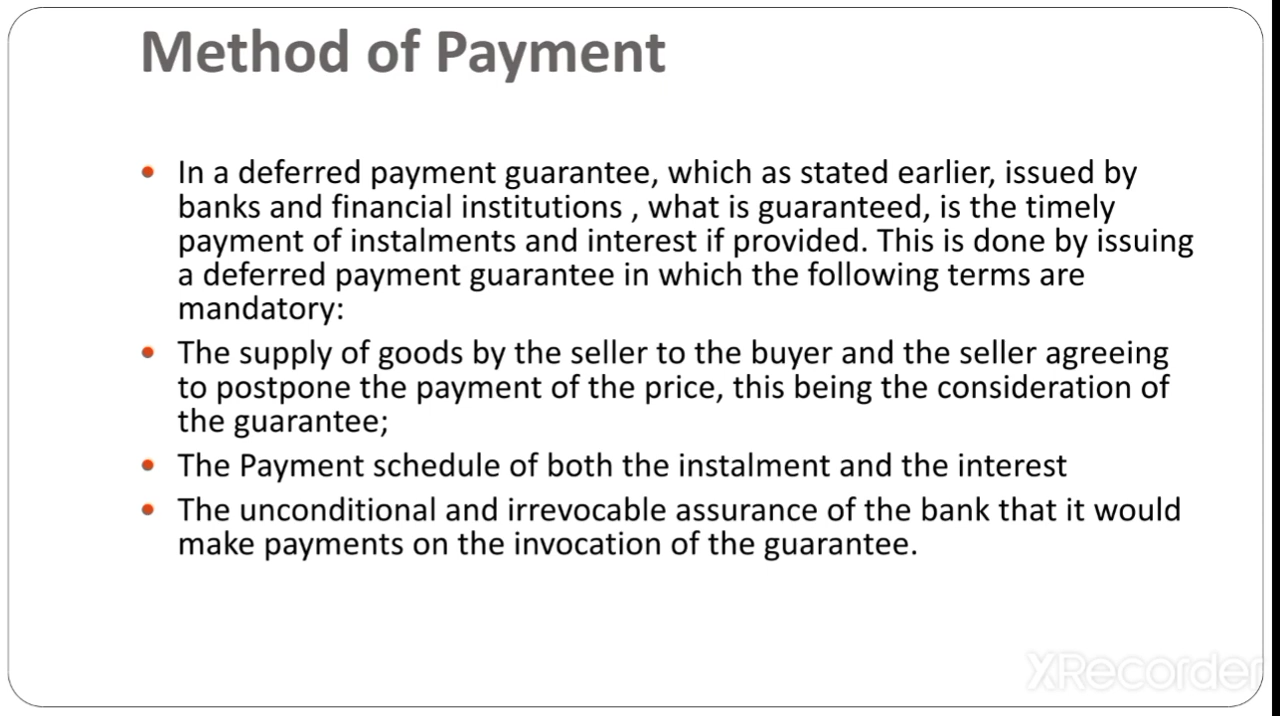 Method of Payment
• In a deferred payment guarantee, which as stated earlier, issued by
banks and financial institutions , what is guaranteed, is the timely
payment of instalments and interest if provided. This is done by issuing
a deferred payment guarantee in which the following terms are
mandatory:
• The supply of goods by the seller to the buyer and the seller agreeing
to postpone the payment of the price, this being the consideration of
the guarantee;
• The Payment schedule of both the instalment and the interest
• The unconditional and irrevocable assurance of the bank that it would
make payments on the invocation of the guarantee.
XRecorder